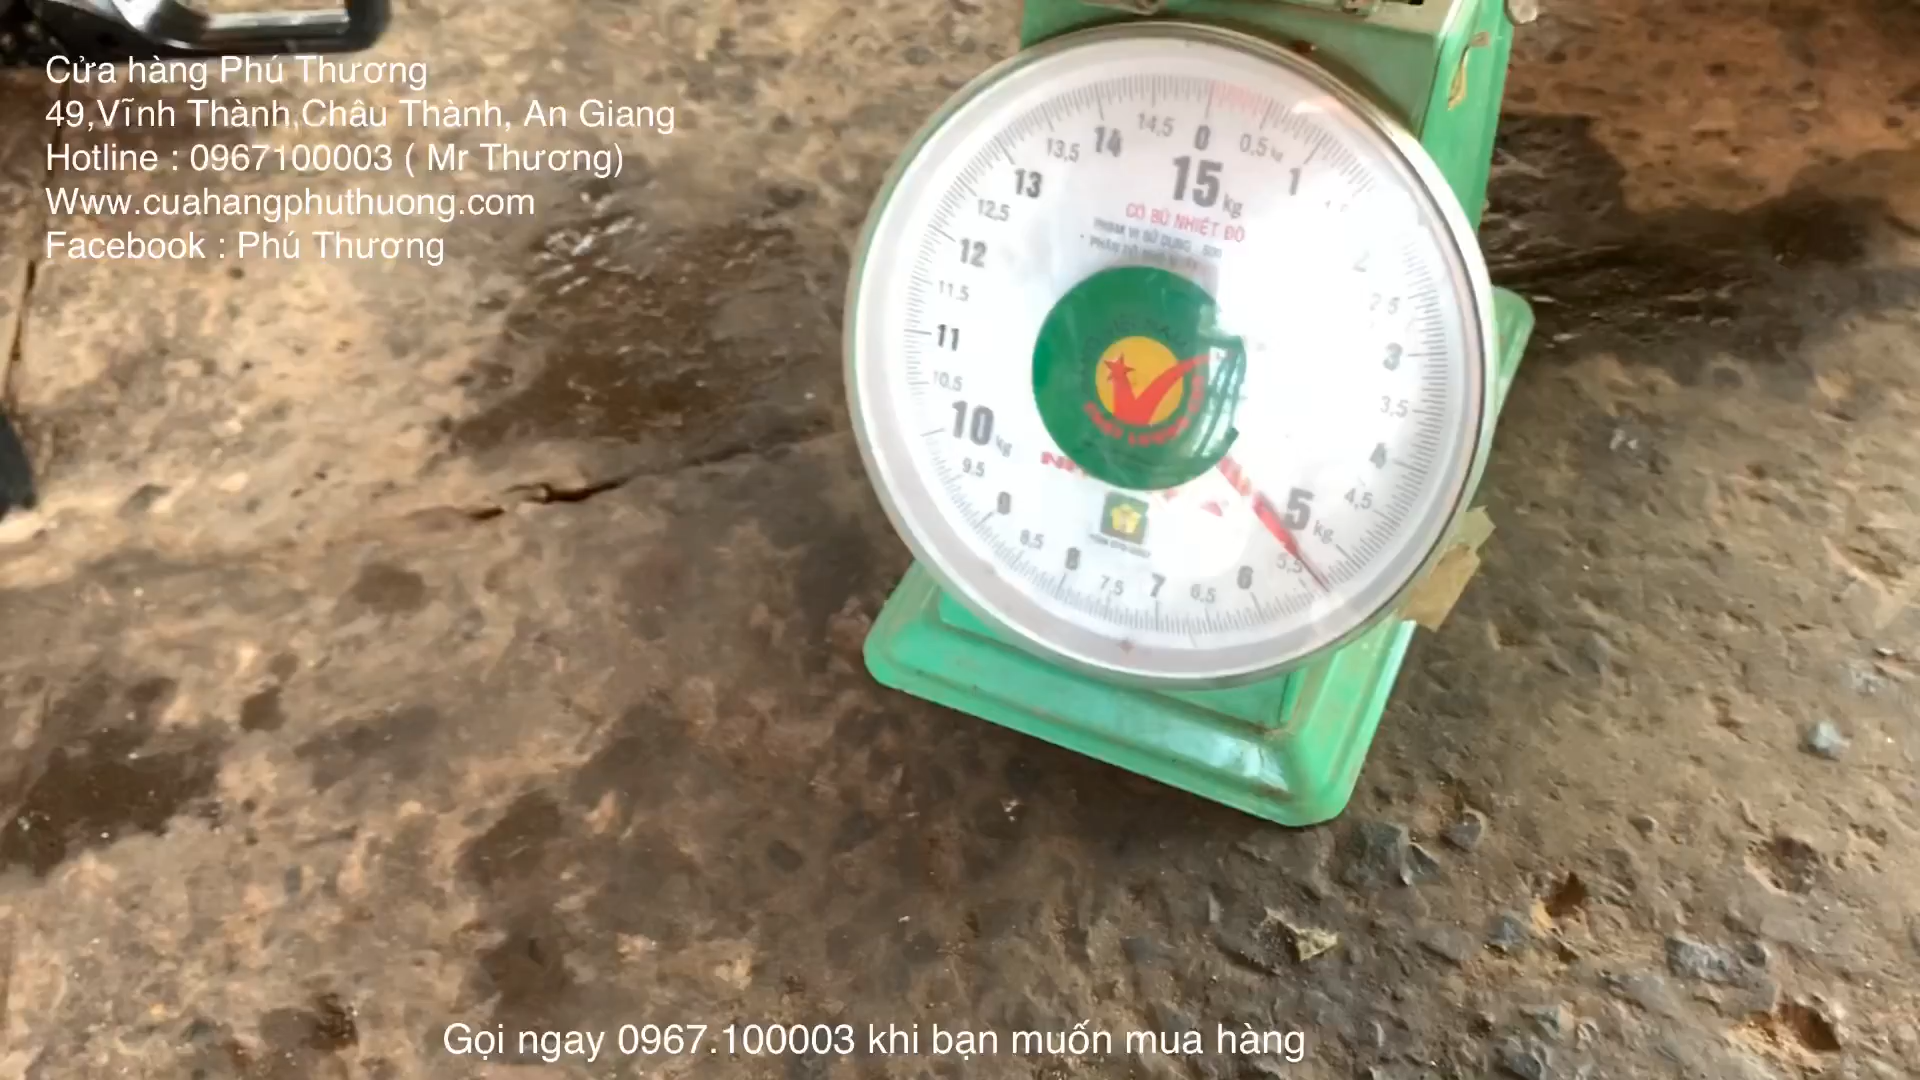 Cửa hàng Phú Thương
49,Vĩnh Thành,Châu Thành, An Giang
Hotline : 0967100003 ( Mr Thương)
Www.cuahangphuthuong.com
Facebook : Phú Thương
0
0,5 kg
1
2
2,5
3
3,5
4
4,5
5 kg
5,5
6
6,5
7
7,5
8
8,5
9
9,5
10 kg
10,5
11
11,5
12
12,5
13
13,5
14
14,5
15 kg
CÓ BÙ NHIỆT ĐỘ
Gọi ngay 0967.100003 khi bạn muốn mua hàng